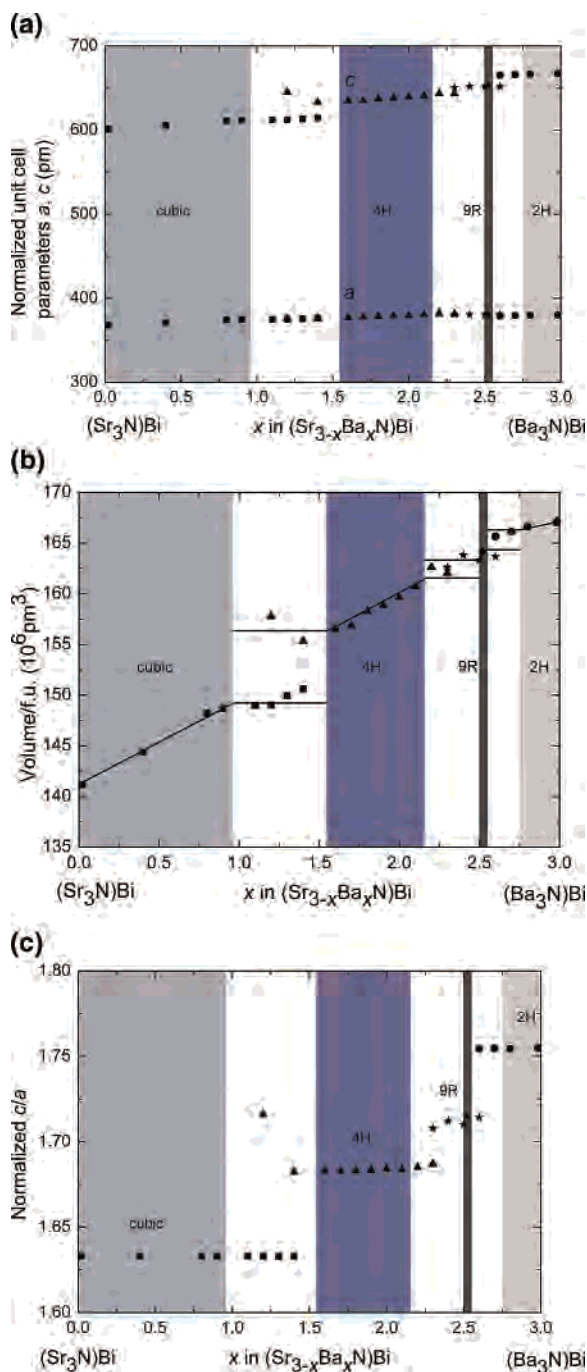 (a)
700
600
500
400
300
Normalized unit cell
parameters a, c (pm)
c
a
cubic
4H
9R
2H
0.0 0.5 1.0 1.5 2.0 2.5 3.0
(Sr3N)Bi x in (Sr3-xBaxN)Bi (Ba3N)Bi
(b)
170
165
160
155
150
145
140
135
Volume/f.u. (10^6 pm^3)
cubic
4H
9R
2H
0.0 0.5 1.0 1.5 2.0 2.5 3.0
(Sr3N)Bi x in (Sr3-xBaxN)Bi (Ba3N)Bi
(c)
1.80
1.75
1.70
1.65
1.60
Normalized c/a
2H
9R
4H
cubic
0.0 0.5 1.0 1.5 2.0 2.5 3.0
(Sr3N)Bi x in (Sr3-xBaxN)Bi (Ba3N)Bi